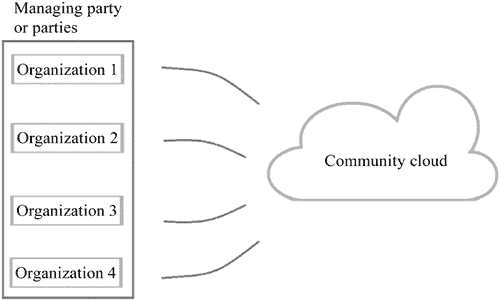 Managing party
or parties
Organization 1
Organization 2
Organization 3
Organization 4
Community cloud